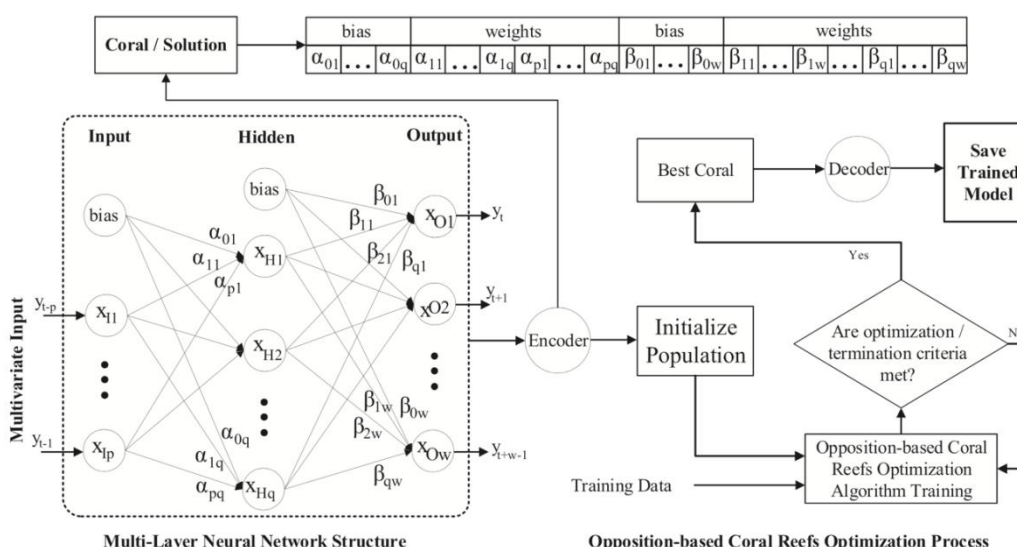 Coral / Solution
bias weights bias weights
α01 ... α0q α11 ... α1q αp1 ... αpq β01 ... β0w β11 ... β1w ... βq1 ... βqw
Input Hidden Output
bias
bias
α01
α11
αp1
β01
β11
β21
βq1
xH1
xO1
yt
Multivariate Input
yt-p
xI1
xH2
xO2
yt+1
yt-1
xIp
α0q
α1q
αpq
xHq
β1w
β0w
β2w
βqw
xOw
yt+w-1
Multi-Layer Neural Network Structure
Encoder
Initialize
Population
Best Coral
Decoder
Save
Trained
Model
Yes
Are optimization /
termination criteria
met?
N
Opposition-based Coral
Reefs Optimization
Algorithm Training
Training Data
Opposition-based Coral Reefs Optimization Process